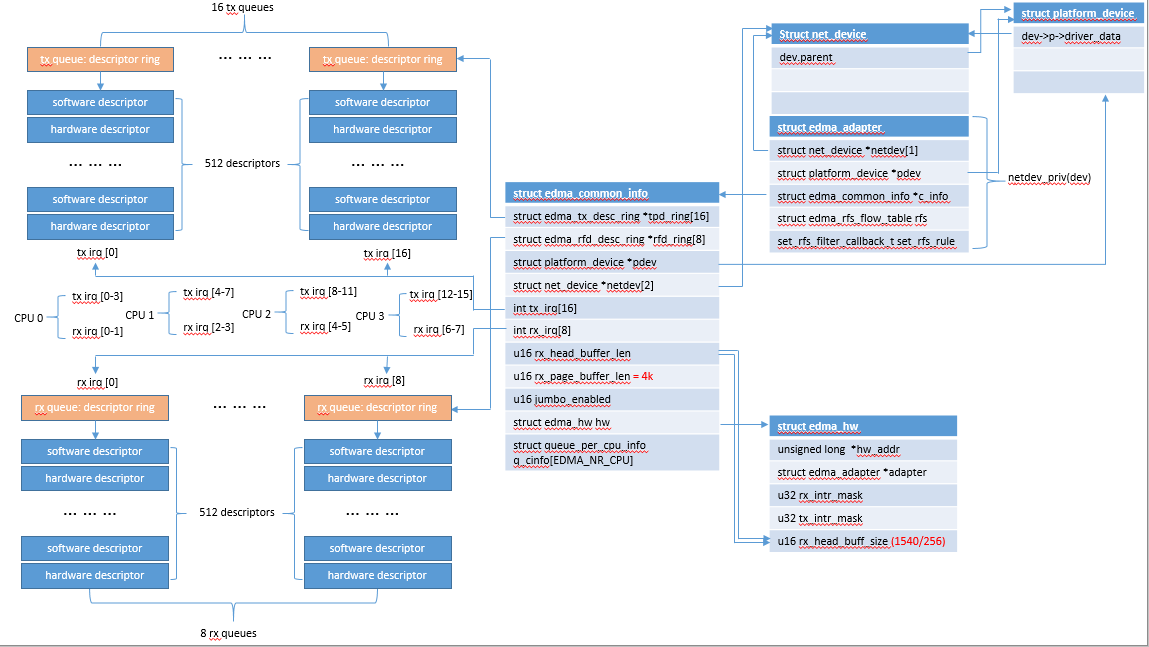 16 tx queues
tx queue: descriptor ring
... ... ...
tx queue: descriptor ring
software descriptor
software descriptor
hardware descriptor
hardware descriptor
... ... ...
512 descriptors
... ... ...
software descriptor
software descriptor
hardware descriptor
hardware descriptor
tx irq [0]
tx irq [16]
CPU 0
tx irq [0-3]
rx irq [0-1]
CPU 1
tx irq [4-7]
rx irq [2-3]
CPU 2
tx irq [8-11]
rx irq [4-5]
CPU 3
tx irq [12-15]
rx irq [6-7]
rx irq [0]
rx irq [8]
rx queue: descriptor ring
... ... ...
rx queue: descriptor ring
software descriptor
software descriptor
hardware descriptor
hardware descriptor
... ... ...
512 descriptors
... ... ...
software descriptor
software descriptor
hardware descriptor
hardware descriptor
8 rx queues
struct edma_common_info
struct edma_tx_desc_ring *tpd_ring[16]
struct edma_rfd_desc_ring *rfd_ring[8]
struct platform_device *pdev
struct net_device *netdev[2]
int tx_irq[16]
int rx_irq[8]
u16 rx_head_buffer_len
u16 rx_page_buffer_len = 4k
u16 jumbo_enabled
struct edma_hw hw
struct queue_per_cpu_info
q_cinfo[EDMA_NR_CPU]
Struct net_device
dev.parent
struct edma_adapter
struct net_device *netdev[1]
struct platform_device *pdev
struct edma_common_info *c_info
struct edma_rfs_flow_table rfs
set_rfs_filter_callback_t set_rfs_rule
netdev_priv(dev)
struct platform_device
dev->p->driver_data
struct edma_hw
unsigned long *hw_addr
struct edma_adapter *adapter
u32 rx_intr_mask
u32 tx_intr_mask
u16 rx_head_buff_size (1540/256)